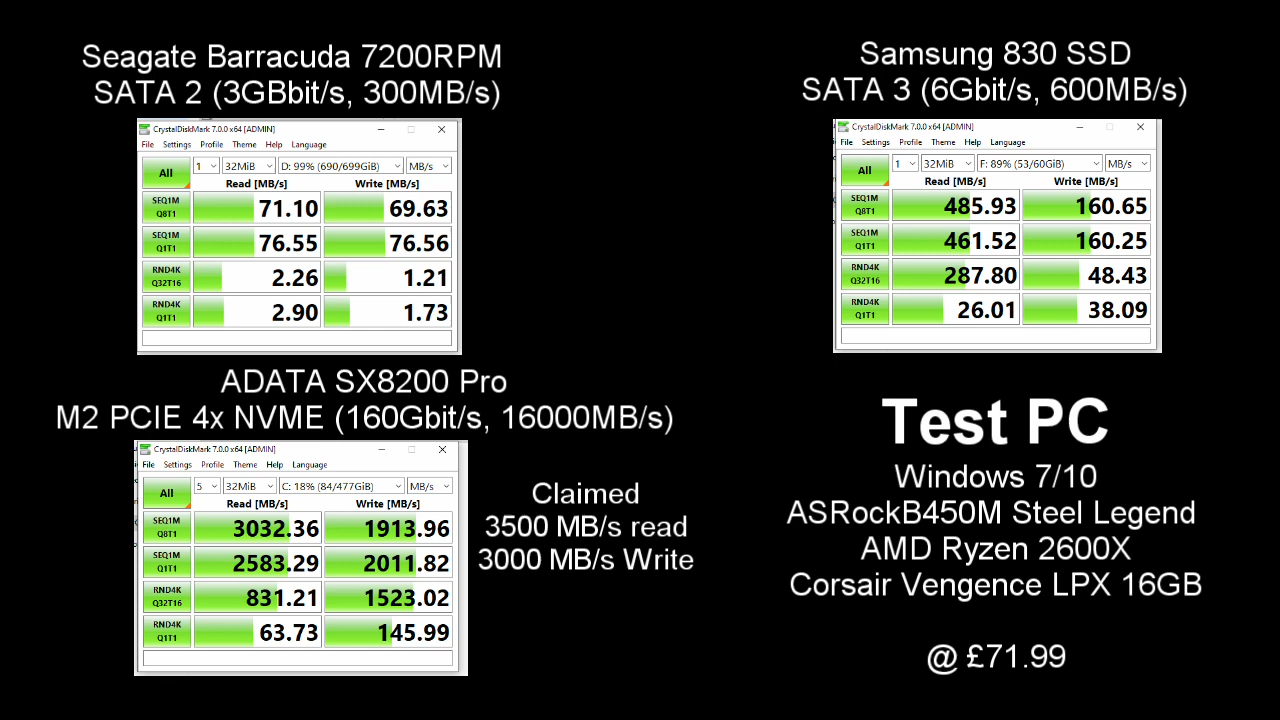 Seagate Barracuda 7200RPM
SATA 2 (3GBbit/s, 300MB/s)
CrystalDiskMark 7.0.0 x64 [ADMIN]
File Settings Profile Theme Help Language
All 1 32MiB D: 99% (690/699GiB) MB/s
Read [MB/s] Write [MB/s]
SEQ1M Q8T1 71.10 69.63
SEQ1M Q1T1 76.55 76.56
RND4K Q32T16 2.26 1.21
RND4K Q1T1 2.90 1.73
Samsung 830 SSD
SATA 3 (6Gbit/s, 600MB/s)
CrystalDiskMark 7.0.0 x64 [ADMIN]
File Settings Profile Theme Help Language
All 1 32MiB F: 89% (53/60GiB) MB/s
Read [MB/s] Write [MB/s]
SEQ1M Q8T1 485.93 160.65
SEQ1M Q1T1 461.52 160.25
RND4K Q32T16 287.80 48.43
RND4K Q1T1 26.01 38.09
ADATA SX8200 Pro
M2 PCIE 4x NVME (160Gbit/s, 16000MB/s)
CrystalDiskMark 7.0.0 x64 [ADMIN]
File Settings Profile Theme Help Language
All 5 32MiB C: 18% (84/477GiB) MB/s
Read [MB/s] Write [MB/s]
SEQ1M Q8T1 3032.36 1913.96
SEQ1M Q1T1 2583.29 2011.82
RND4K Q32T16 831.21 1523.02
RND4K Q1T1 63.73 145.99
Claimed
3500 MB/s read
3000 MB/s Write
Test PC
Windows 7/10
ASRockB450M Steel Legend
AMD Ryzen 2600X
Corsair Vengence LPX 16GB
@ £71.99